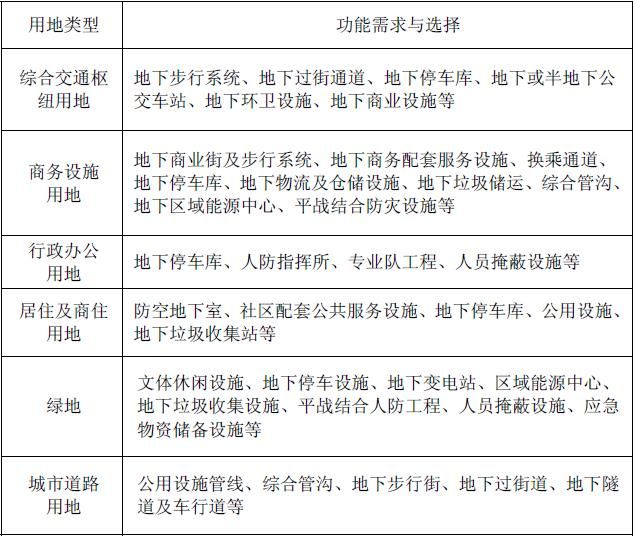 用地类型
功能需求与选择
综合交通枢
纽用地
地下步行系统、地下过街通道、地下停车库、地下或半地下公
交车站、地下环卫设施、地下商业设施等
商务设施
用地
地下商业街及步行系统、地下商务配套服务设施、换乘通道、
地下停车库、地下物流及仓储设施、地下垃圾储运、综合管沟、
地下区域能源中心、平战结合防灾设施等
行政办公
用地
地下停车库、人防指挥所、专业队工程、人员掩蔽设施等
居住及商住
用地
防空地下室、社区配套公共服务设施、地下停车库、公用设施、
地下垃圾收集站等
绿地
文体休闲设施、地下停车设施、地下变电站、区域能源中心、
地下垃圾收集设施、平战结合人防工程、人员掩蔽设施、应急
物资储备设施等
城市道路
用地
公用设施管线、综合管沟、地下步行街、地下过街道、地下隧
道及车行道等